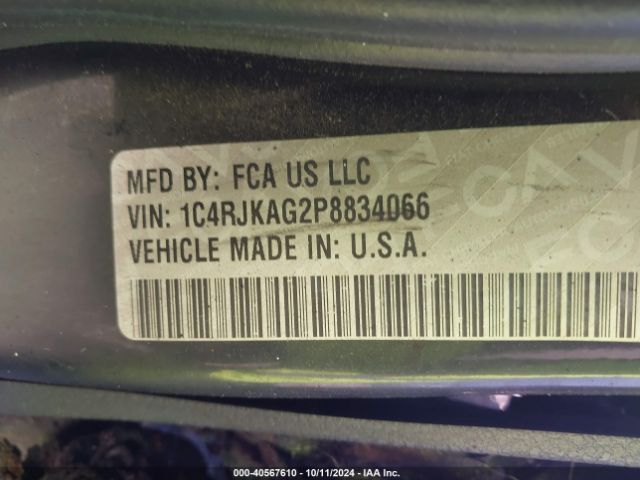 MFD BY: FCA US LLC
VIN: 1C4RJKAG2P8834066
VEHICLE MADE IN: U.S.A.
000-40567610 - 10/11/2024 - IAA Inc.